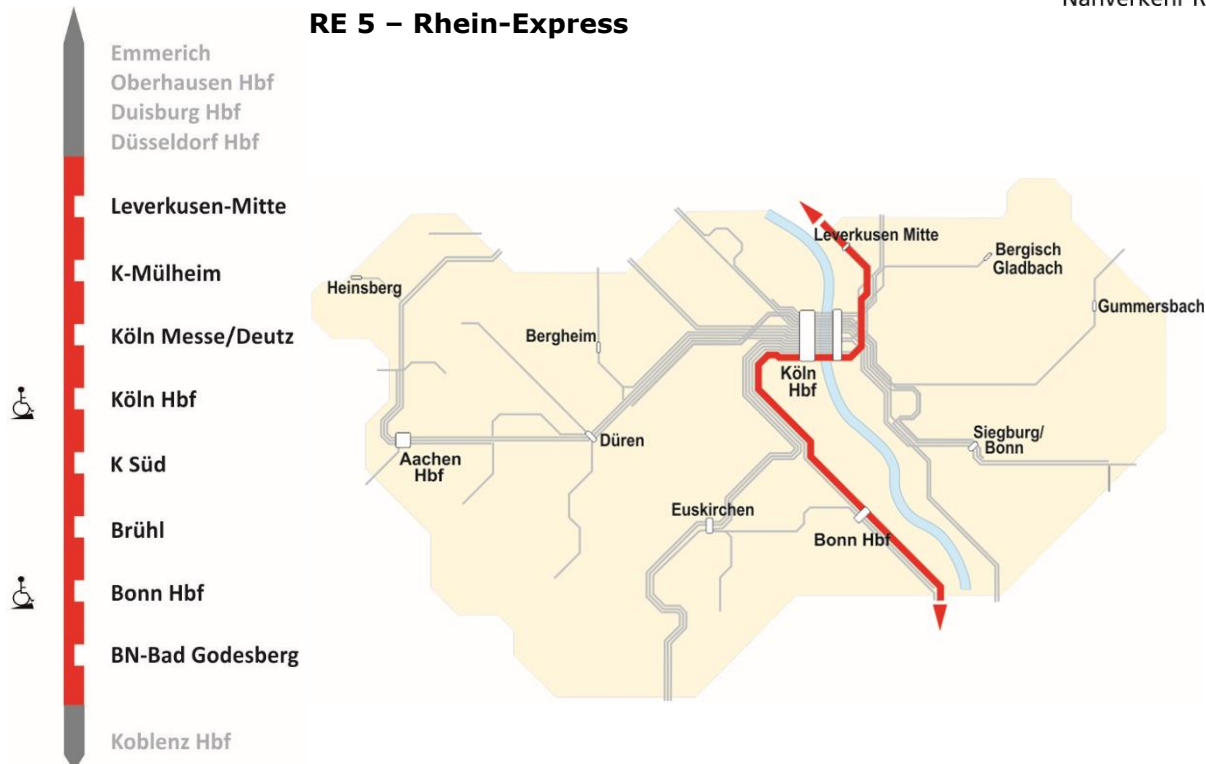 Nahverkehr R
RE 5 – Rhein-Express
Emmerich
Oberhausen Hbf
Duisburg Hbf
Düsseldorf Hbf
Leverkusen-Mitte
K-Mülheim
Köln Messe/Deutz
Köln Hbf
K Süd
Brühl
Bonn Hbf
BN-Bad Godesberg
Koblenz Hbf
Leverkusen Mitte
Bergisch
Gladbach
Heinsberg
Gummersbach
Bergheim
Köln
Hbf
Düren
Siegburg/
Bonn
Aachen
Hbf
Euskirchen
Bonn Hbf